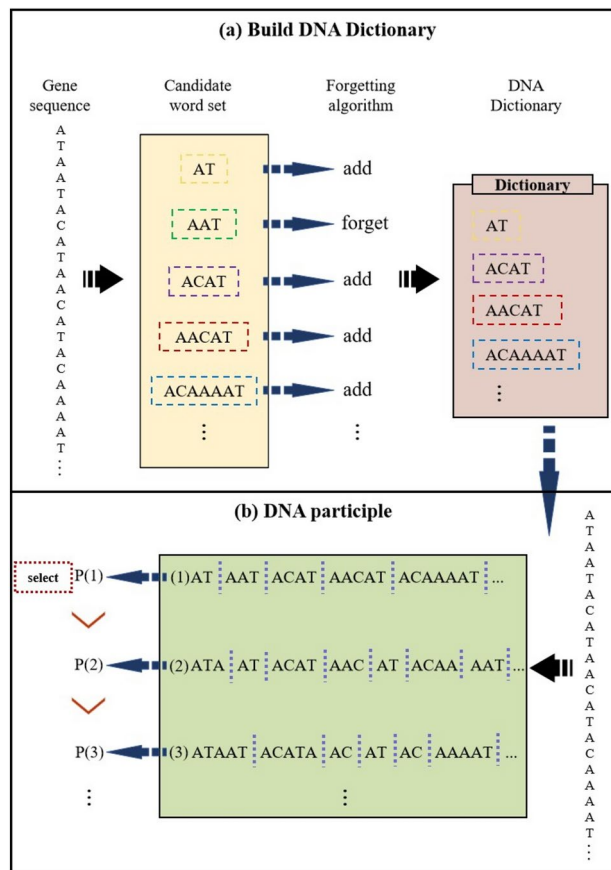 (a) Build DNA Dictionary
Gene sequence
Candidate word set
Forgetting algorithm
DNA Dictionary
A
T
A
A
T
A
C
A
T
A
A
C
A
T
A
C
A
A
A
A
T
⋮
AT
AAT
ACAT
AACAT
ACAAAAT
⋮
add
forget
add
add
add
⋮
Dictionary
AT
ACAT
AACAT
ACAAAAT
⋮
(b) DNA participle
select P(1) (1) AT AAT ACAT AACAT ACAAAAT ...
P(2) (2) ATA AT ACAT AAC AT ACAA AAT ...
P(3) (3) ATAAT ACATA AC AT AC AAAAT ...
⋮ ⋮
A
T
A
A
T
A
C
A
T
A
A
C
A
T
A
C
A
A
A
A
T
⋮